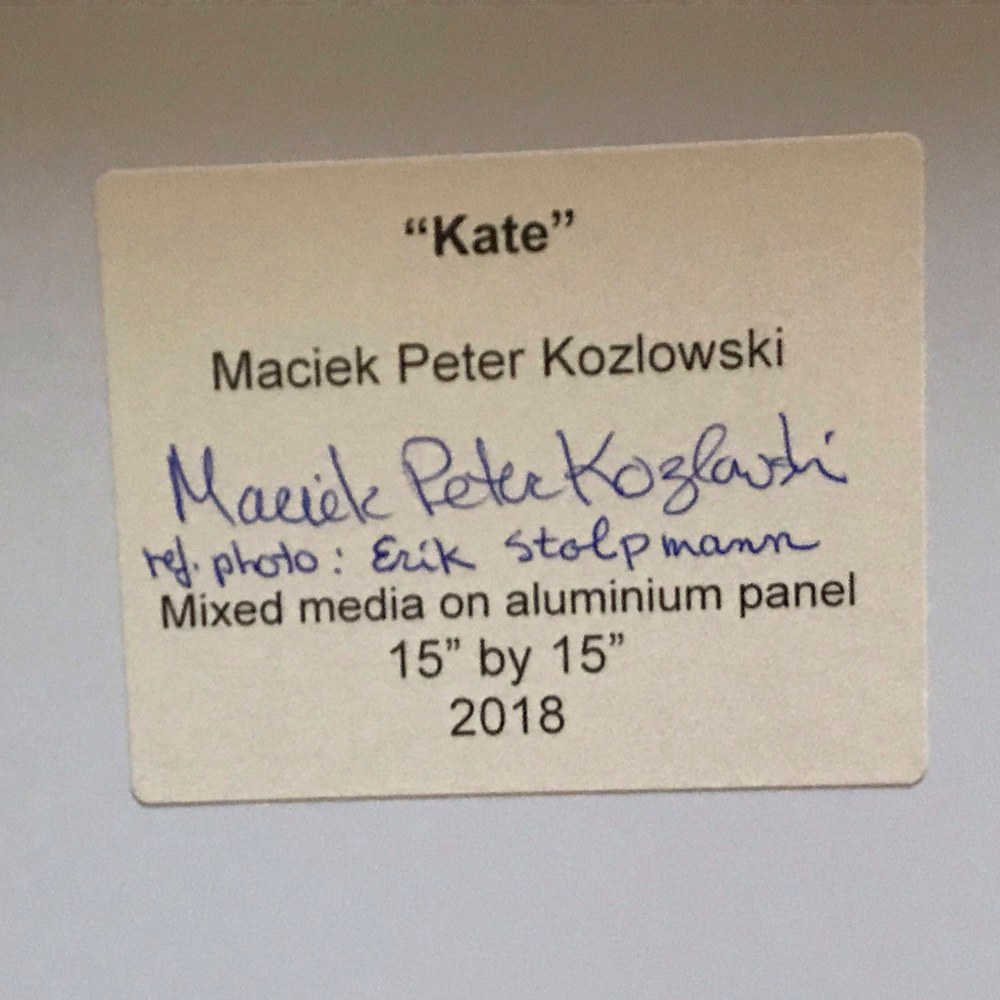 “Kate”
Maciek Peter Kozlowski
Maciek Peter Kozlowski
ref. photo: Erik Stolpmann
Mixed media on aluminium panel
15” by 15”
2018